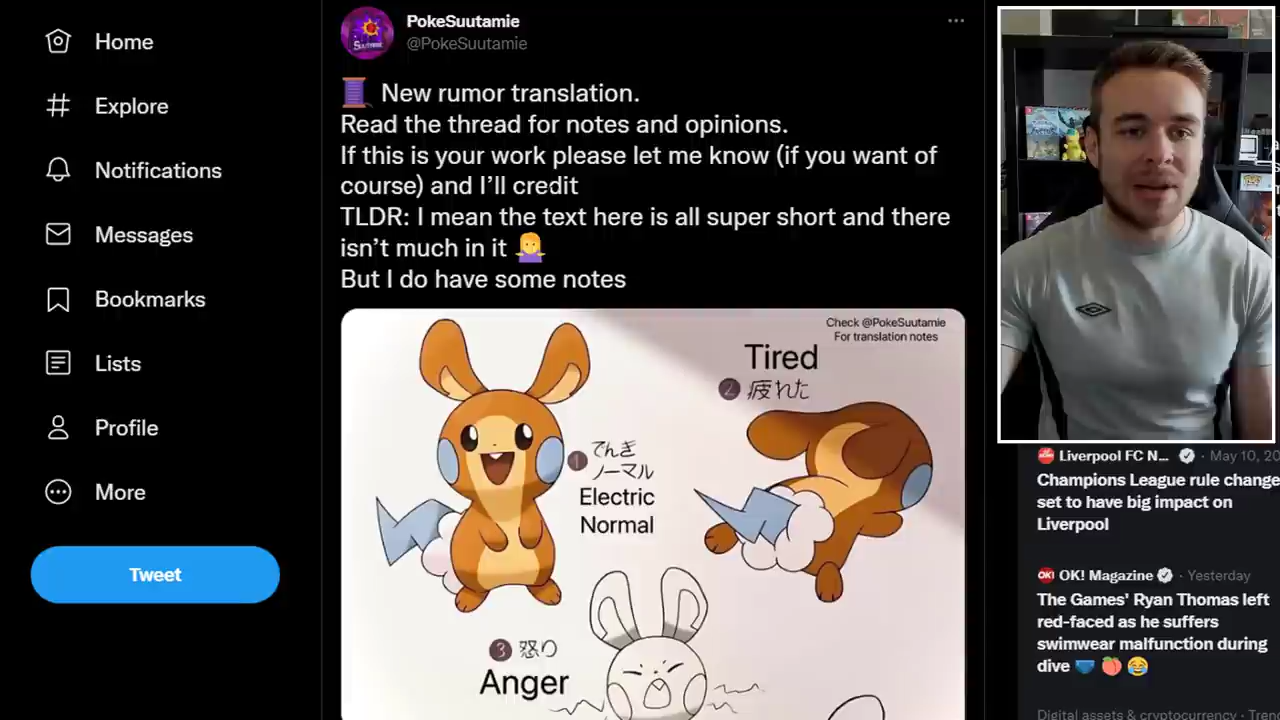 Home
Explore
Notifications
Messages
Bookmarks
Lists
Profile
More
Tweet
PokeSuutamie
@PokeSuutamie
New rumor translation.
Read the thread for notes and opinions.
If this is your work please let me know (if you want of
course) and I’ll credit
TLDR: I mean the text here is all super short and there
isn’t much in it
But I do have some notes
Check @PokeSuutamie
For translation notes
Tired
2 疲れた
1 でんき
ノーマル
Electric
Normal
3 怒り
Anger
Liverpool FC N... · May 10, 20
Champions League rule change
set to have big impact on
Liverpool
OK! Magazine · Yesterday
The Games' Ryan Thomas left
red-faced as he suffers
swimwear malfunction during
dive
Digital assets & cryptocurrency · Tren